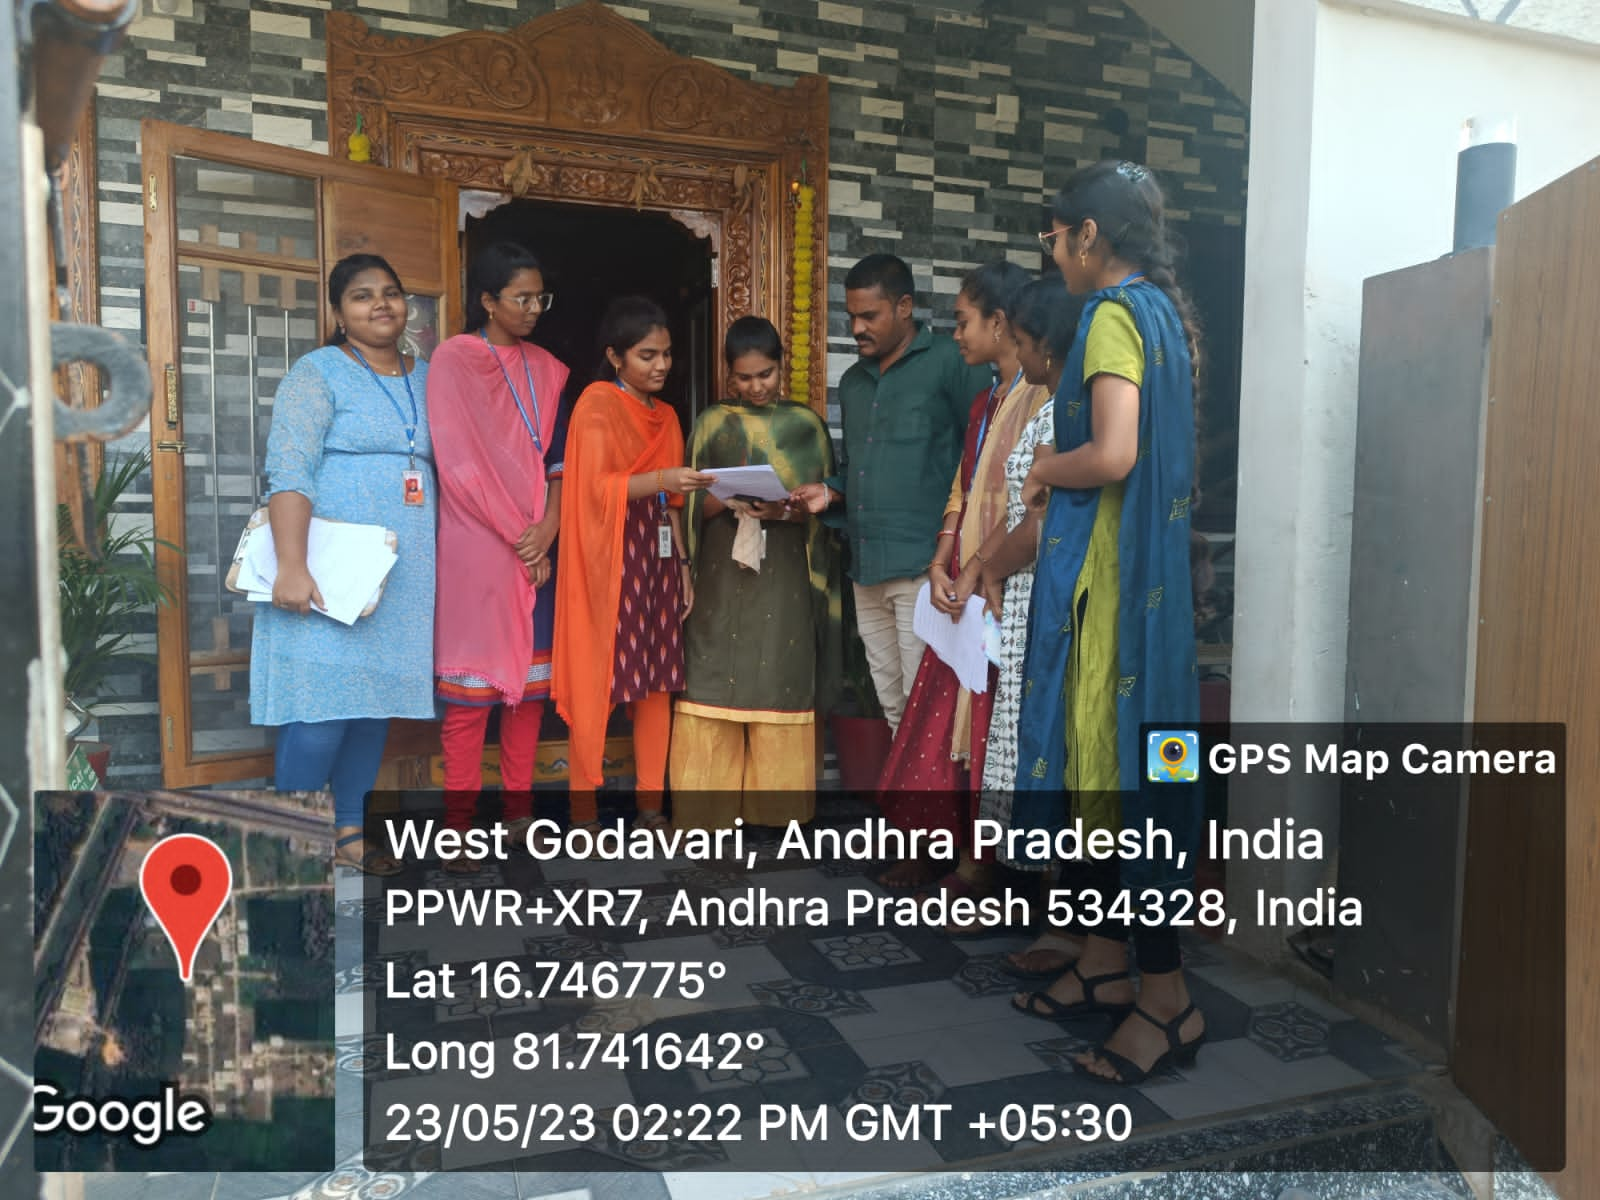 GPS Map Camera
West Godavari, Andhra Pradesh, India
PPWR+XR7, Andhra Pradesh 534328, India
Lat 16.746775°
Long 81.741642°
23/05/23 02:22 PM GMT +05:30
Google